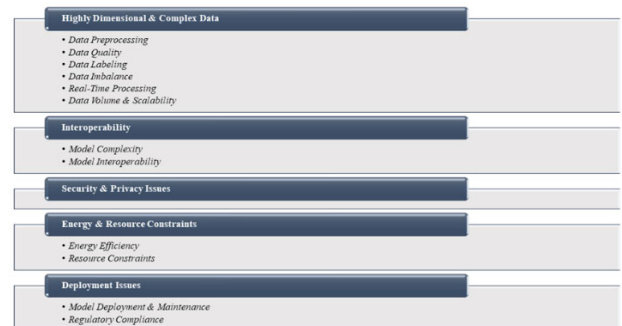 Highly Dimensional & Complex Data
• Data Preprocessing
• Data Quality
• Data Labeling
• Data Imbalance
• Real-Time Processing
• Data Volume & Scalability
Interoperability
• Model Complexity
• Model Interoperability
Security & Privacy Issues
Energy & Resource Constraints
• Energy Efficiency
• Resource Constraints
Deployment Issues
• Model Deployment & Maintenance
• Regulatory Compliance